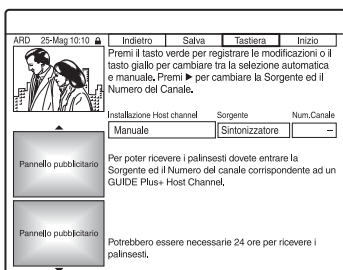 ARD 25-Mag 10:10 Indietro Salva Tastiera Inizio
Premi il tasto verde per registrare le modificazioni o il
tasto giallo per cambiare tra la selezione automatica
e manuale. Premi ▶ per cambiare la Sorgente ed il
Numero del Canale.
Installazione Host channel Sorgente Num.Canale
Manuale Sintonizzatore –
Pannello pubblicitario
Per poter ricevere i palinsesti dovete entrare la
Sorgente ed il Numero del canale corrispondente ad un
GUIDE Plus+ Host Channel.
Pannello pubblicitario
Potrebbero essere necessarie 24 ore per ricevere i
palinsesti.